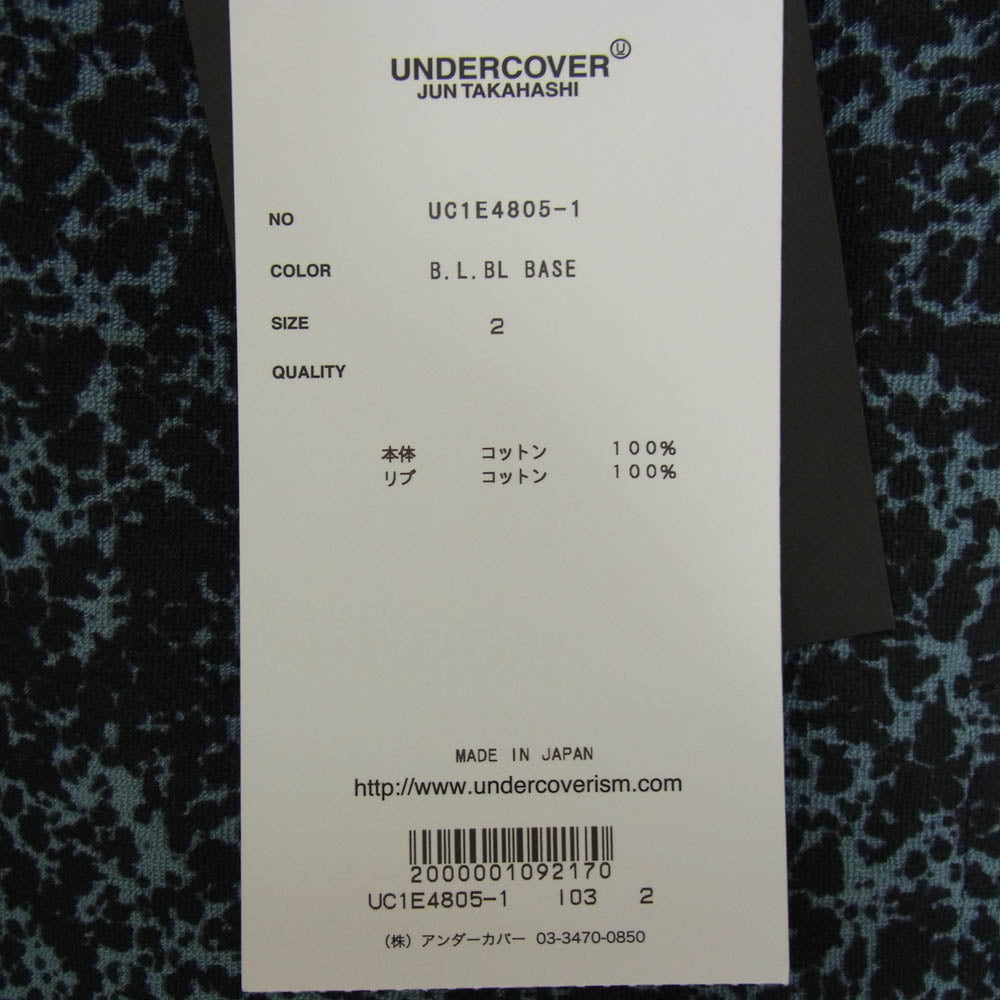 UNDERCOVER Ⓤ
JUN TAKAHASHI
NO UC1E4805-1
COLOR B.L.BL BASE
SIZE 2
QUALITY
本体 コットン 100%
リブ コットン 100%
MADE IN JAPAN
http://www.undercoverism.com
2000001092170
UC1E4805-1 I03 2
(株) アンダーカバー 03-3470-0850